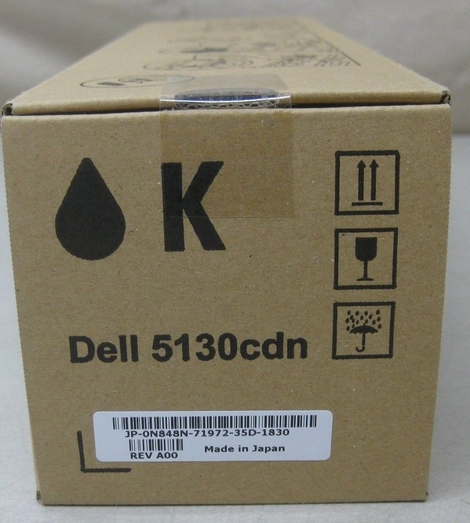 K
Dell 5130cdn
JP-0N848N-71972-35D-1830
REV A00 Made in Japan